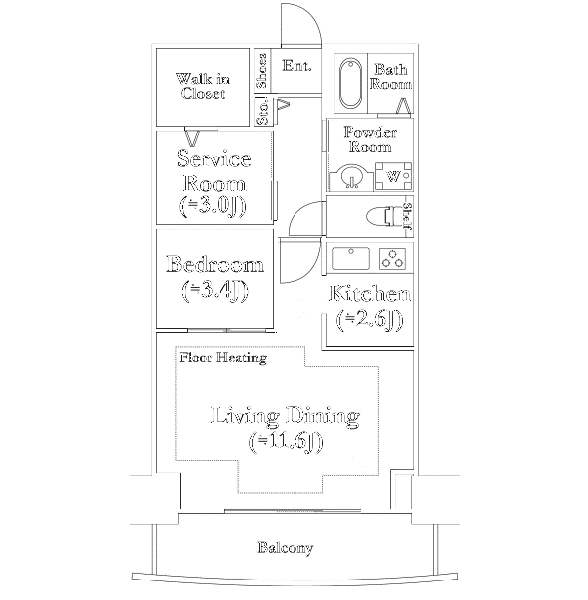 Walk in
Closet
Shoes
Ent.
Sto.
Bath
Room
Powder
Room
W
Service
Room
(≒3.0J)
Shelf
Bedroom
(≒3.4J)
Kitchen
(≒2.6J)
Floor Heating
Living Dining
(≒11.6J)
Balcony